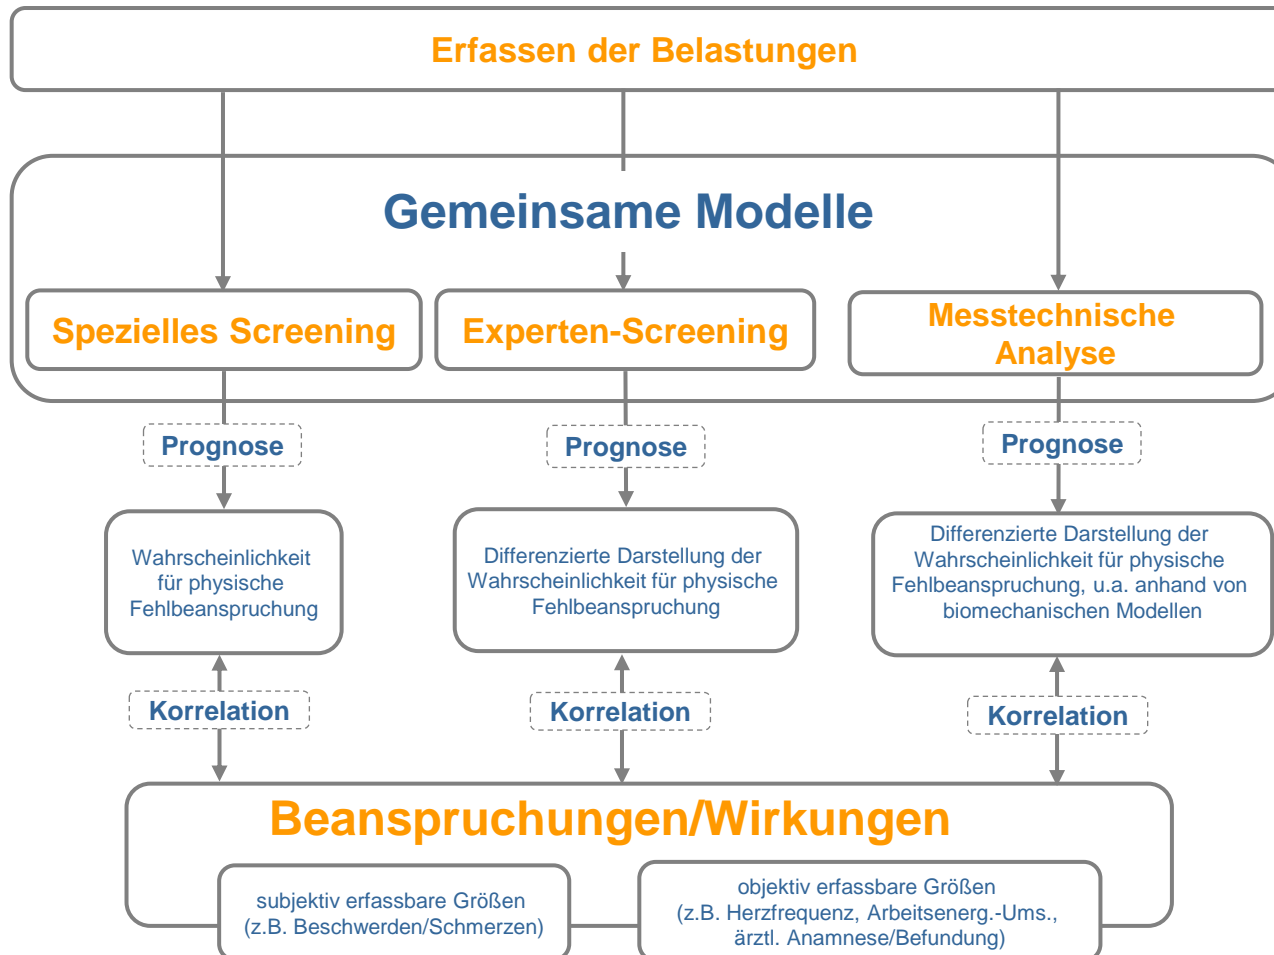 Erfassen der Belastungen
Gemeinsame Modelle
Spezielles Screening
Experten-Screening
Messtechnische
Analyse
Prognose
Prognose
Prognose
Wahrscheinlichkeit
für physische
Fehlbeanspruchung
Differenzierte Darstellung der
Wahrscheinlichkeit für physische
Fehlbeanspruchung
Differenzierte Darstellung der
Wahrscheinlichkeit für physische
Fehlbeanspruchung, u.a. anhand von
biomechanischen Modellen
Korrelation
Korrelation
Korrelation
Beanspruchungen/Wirkungen
subjektiv erfassbare Größen
(z.B. Beschwerden/Schmerzen)
objektiv erfassbare Größen
(z.B. Herzfrequenz, Arbeitsenerg.-Ums.,
ärztl. Anamnese/Befundung)